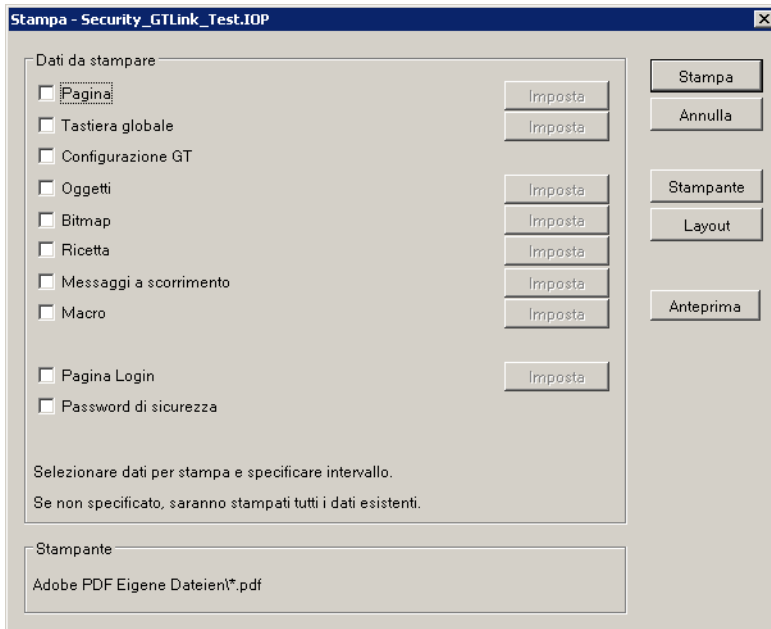 Stampa - Security_GTLink_Test.IOP
Dati da stampare
Pagina Imposta
Tastiera globale Imposta
Configurazione GT
Oggetti Imposta
Bitmap Imposta
Ricetta Imposta
Messaggi a scorrimento Imposta
Macro Imposta
Pagina Login Imposta
Password di sicurezza
Selezionare dati per stampa e specificare intervallo.
Se non specificato, saranno stampati tutti i dati esistenti.
Stampa
Annulla
Stampante
Layout
Anteprima
Stampante
Adobe PDF Eigene Dateien\*.pdf